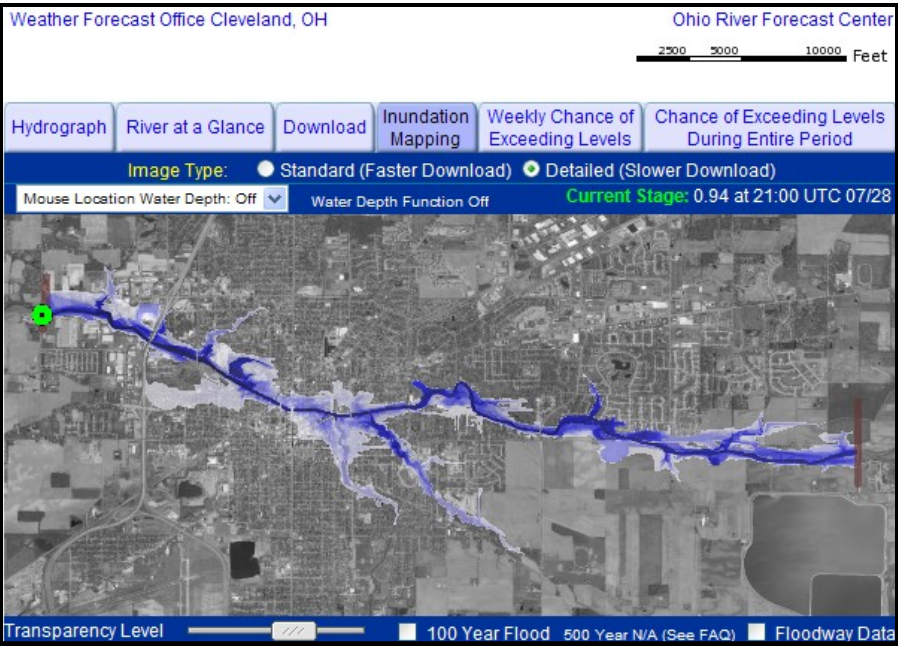 Weather Forecast Office Cleveland, OH
Ohio River Forecast Center
2500 5000 10000 Feet
Hydrograph
River at a Glance
Download
Inundation
Mapping
Weekly Chance of
Exceeding Levels
Chance of Exceeding Levels
During Entire Period
Image Type: Standard (Faster Download) Detailed (Slower Download)
Mouse Location Water Depth: Off Water Depth Function Off Current Stage: 0.94 at 21:00 UTC 07/28
Transparency Level 100 Year Flood 500 Year N/A (See FAQ) Floodway Data